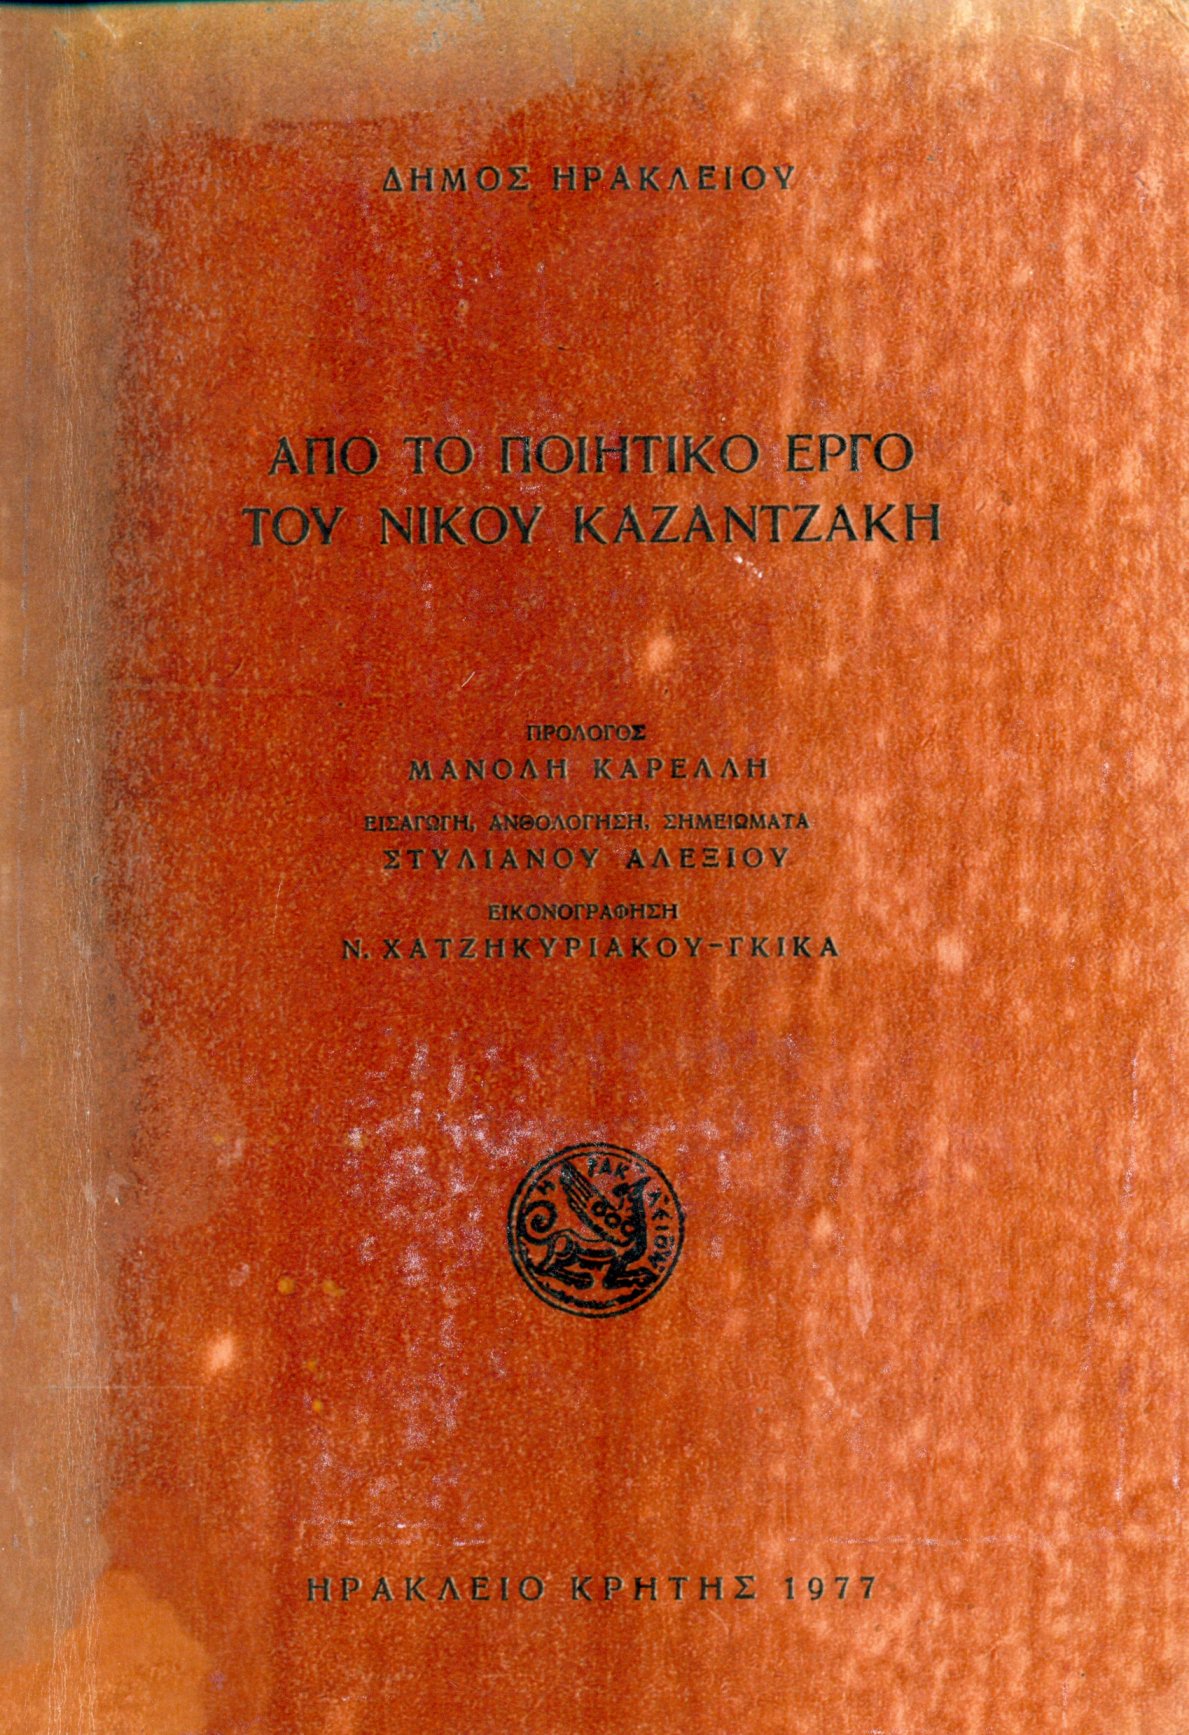 ΔΗΜΟΣ ΗΡΑΚΛΕΙΟΥ
ΑΠΟ ΤΟ ΠΟΙΗΤΙΚΟ ΕΡΓΟ
ΤΟΥ ΝΙΚΟΥ ΚΑΖΑΝΤΖΑΚΗ
ΠΡΟΛΟΓΟΣ
ΜΑΝΟΛΗ ΚΑΡΕΛΛΗ
ΕΙΣΑΓΩΓΗ, ΑΝΘΟΛΟΓΗΣΗ, ΣΗΜΕΙΩΜΑΤΑ
ΣΤΥΛΙΑΝΟΥ ΑΛΕΞΙΟΥ
ΕΙΚΟΝΟΓΡΑΦΗΣΗ
Ν. ΧΑΤΖΗΚΥΡΙΑΚΟΥ-ΓΚΙΚΑ
ΗΡΑΚΛΕΙΩΝ
ΗΡΑΚΛΕΙΟ ΚΡΗΤΗΣ 1977